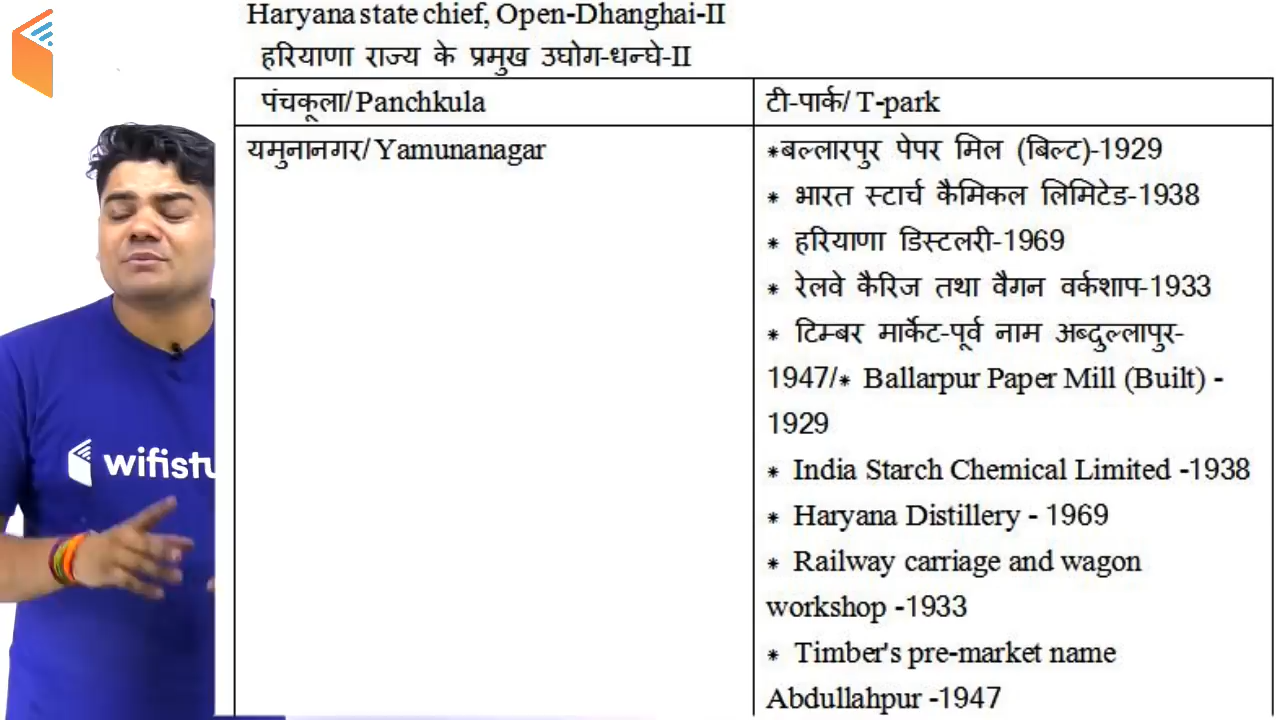 Haryana state chief, Open-Dhanghai-II
हरियाणा राज्य के प्रमुख उघोग-धन्घे-II
पंचकूला/ Panchkula
टी-पार्क/ T-park
यमुनानगर/ Yamunanagar
*बल्लारपुर पेपर मिल (बिल्ट)-1929
* भारत स्टार्च कैमिकल लिमिटेड-1938
* हरियाणा डिस्टलरी-1969
* रेलवे कैरिज तथा वैगन वर्कशाप-1933
* टिम्बर मार्केट-पूर्व नाम अब्दुल्लापुर-
1947/* Ballarpur Paper Mill (Built) -
1929
* India Starch Chemical Limited -1938
* Haryana Distillery - 1969
* Railway carriage and wagon
workshop -1933
* Timber's pre-market name
Abdullahpur -1947
wifistu